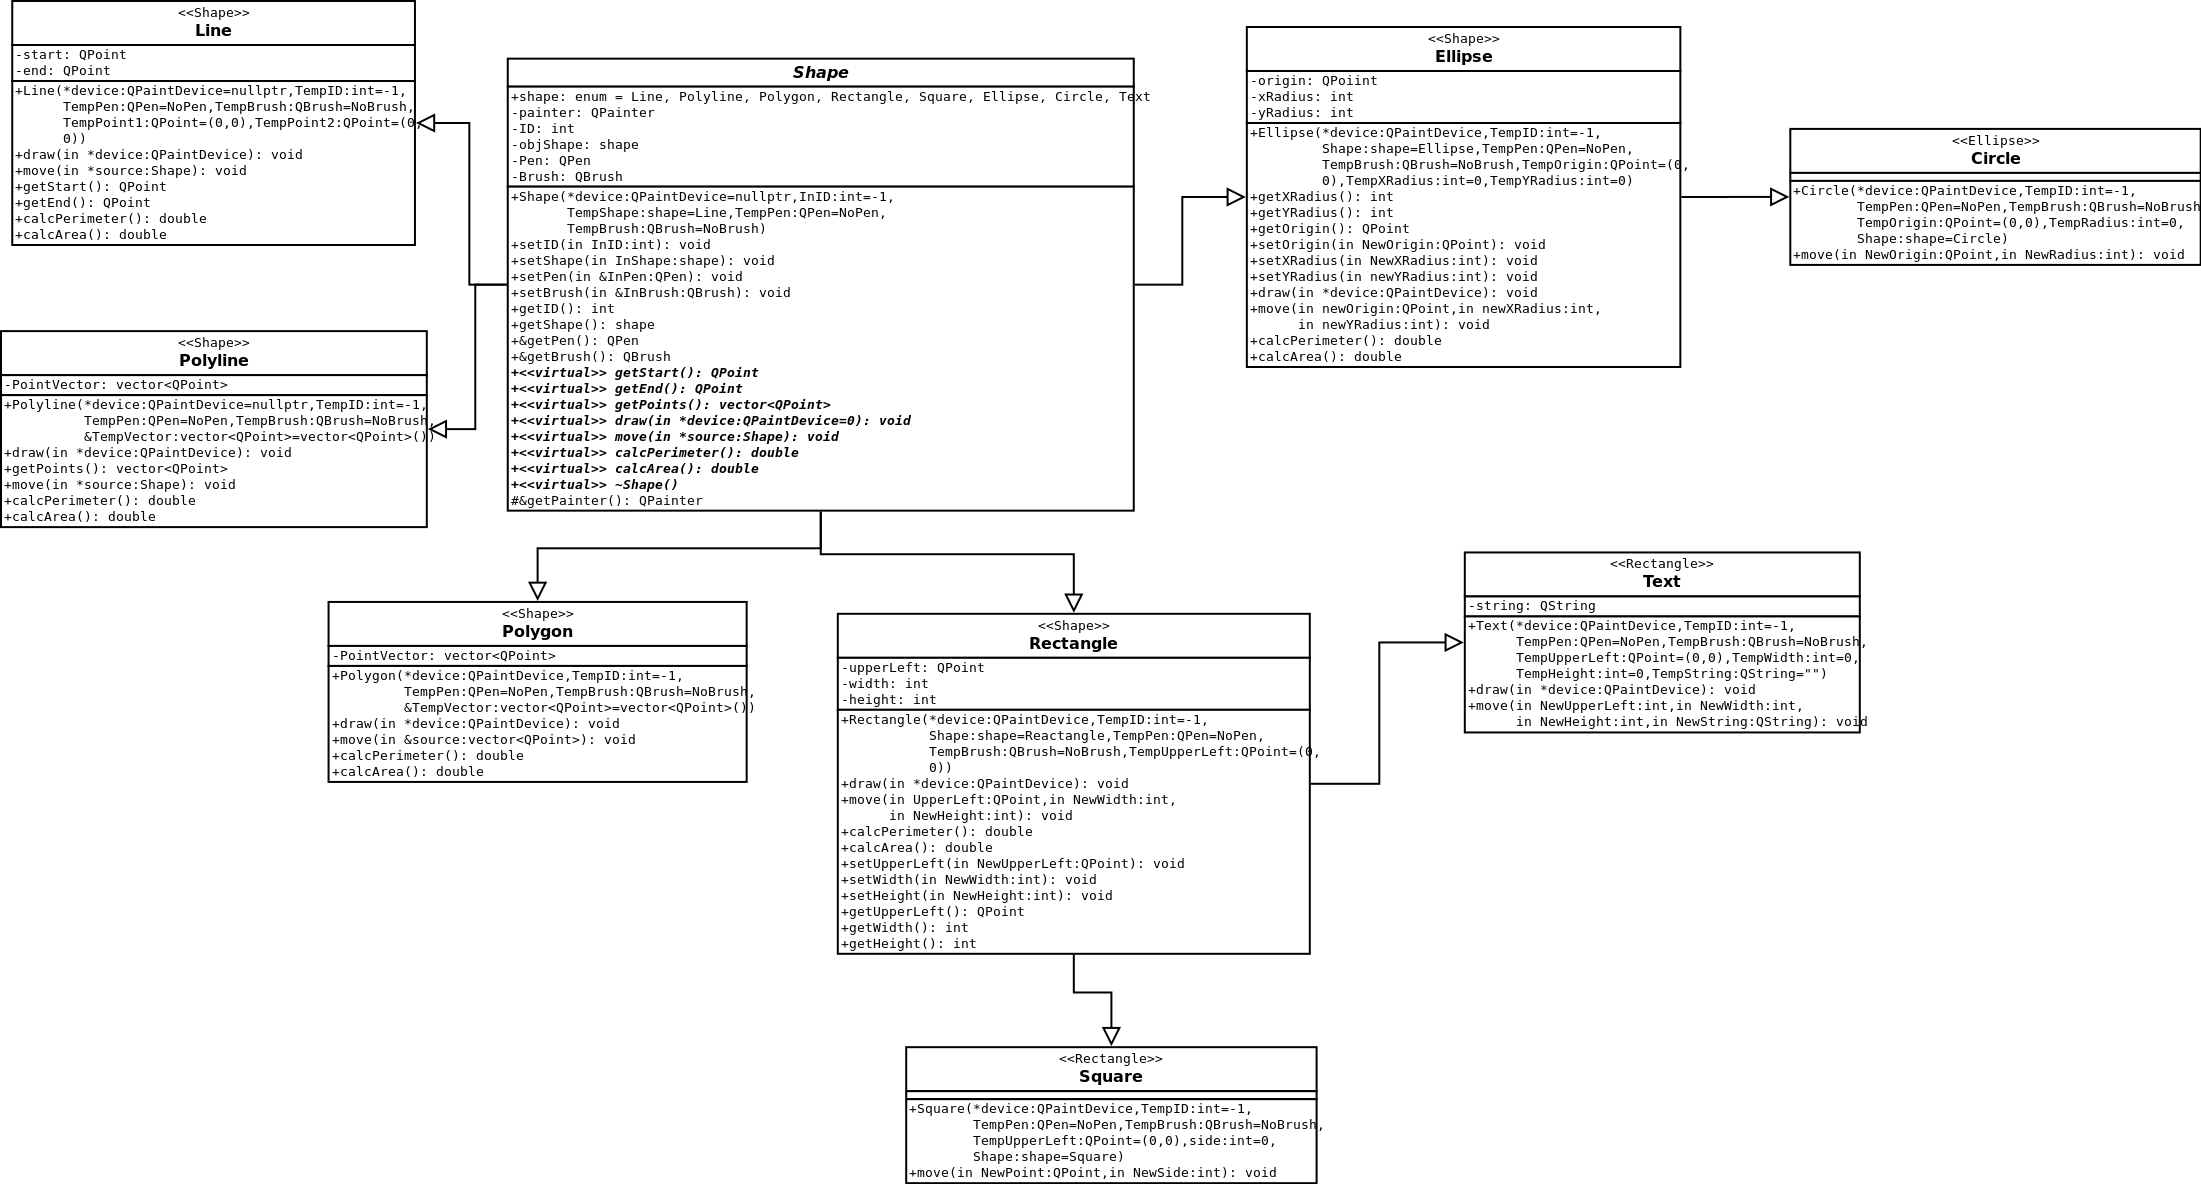 <<Shape>>
Line
-start: QPoint
-end: QPoint
+Line(*device:QPaintDevice=nullptr,TempID:int=-1,
TempPen:QPen=NoPen,TempBrush:QBrush=NoBrush,
TempPoint1:QPoint=(0,0),TempPoint2:QPoint=(0,
0))
+draw(in *device:QPaintDevice): void
+move(in *source:Shape): void
+getStart(): QPoint
+getEnd(): QPoint
+calcPerimeter(): double
+calcArea(): double
<<Shape>>
Polyline
-PointVector: vector<QPoint>
+Polyline(*device:QPaintDevice=nullptr,TempID:int=-1,
TempPen:QPen=NoPen,TempBrush:QBrush=NoBrush,
&TempVector:vector<QPoint>=vector<QPoint>())
+draw(in *device:QPaintDevice): void
+getPoints(): vector<QPoint>
+move(in *source:Shape): void
+calcPerimeter(): double
+calcArea(): double
Shape
+shape: enum = Line, Polyline, Polygon, Rectangle, Square, Ellipse, Circle, Text
-painter: QPainter
-ID: int
-objShape: shape
-Pen: QPen
-Brush: QBrush
+Shape(*device:QPaintDevice=nullptr,InID:int=-1,
TempShape:shape=Line,TempPen:QPen=NoPen,
TempBrush:QBrush=NoBrush)
+setID(in InID:int): void
+setShape(in InShape:shape): void
+setPen(in &InPen:QPen): void
+setBrush(in &InBrush:QBrush): void
+getID(): int
+getShape(): shape
+&getPen(): QPen
+&getBrush(): QBrush
+<<virtual>> getStart(): QPoint
+<<virtual>> getEnd(): QPoint
+<<virtual>> getPoints(): vector<QPoint>
+<<virtual>> draw(in *device:QPaintDevice=0): void
+<<virtual>> move(in *source:Shape): void
+<<virtual>> calcPerimeter(): double
+<<virtual>> calcArea(): double
+<<virtual>> ~Shape()
#&getPainter(): QPainter
<<Shape>>
Ellipse
-origin: QPoiint
-xRadius: int
-yRadius: int
+Ellipse(*device:QPaintDevice,TempID:int=-1,
Shape:shape=Ellipse,TempPen:QPen=NoPen,
TempBrush:QBrush=NoBrush,TempOrigin:QPoint=(0,
0),TempXRadius:int=0,TempYRadius:int=0)
+getXRadius(): int
+getYRadius(): int
+getOrigin(): QPoint
+setOrigin(in NewOrigin:QPoint): void
+setXRadius(in NewXRadius:int): void
+setYRadius(in newYRadius:int): void
+draw(in *device:QPaintDevice): void
+move(in newOrigin:QPoint,in newXRadius:int,
in newYRadius:int): void
+calcPerimeter(): double
+calcArea(): double
<<Ellipse>>
Circle
+Circle(*device:QPaintDevice,TempID:int=-1,
TempPen:QPen=NoPen,TempBrush:QBrush=NoBrush
TempOrigin:QPoint=(0,0),TempRadius:int=0,
Shape:shape=Circle)
+move(in NewOrigin:QPoint,in NewRadius:int): void
<<Shape>>
Polygon
-PointVector: vector<QPoint>
+Polygon(*device:QPaintDevice,TempID:int=-1,
TempPen:QPen=NoPen,TempBrush:QBrush=NoBrush,
&TempVector:vector<QPoint>=vector<QPoint>())
+draw(in *device:QPaintDevice): void
+move(in &source:vector<QPoint>): void
+calcPerimeter(): double
+calcArea(): double
<<Shape>>
Rectangle
-upperLeft: QPoint
-width: int
-height: int
+Rectangle(*device:QPaintDevice,TempID:int=-1,
Shape:shape=Reactangle,TempPen:QPen=NoPen,
TempBrush:QBrush=NoBrush,TempUpperLeft:QPoint=(0,
0))
+draw(in *device:QPaintDevice): void
+move(in UpperLeft:QPoint,in NewWidth:int,
in NewHeight:int): void
+calcPerimeter(): double
+calcArea(): double
+setUpperLeft(in NewUpperLeft:QPoint): void
+setWidth(in NewWidth:int): void
+setHeight(in NewHeight:int): void
+getUpperLeft(): QPoint
+getWidth(): int
+getHeight(): int
<<Rectangle>>
Text
-string: QString
+Text(*device:QPaintDevice,TempID:int=-1,
TempPen:QPen=NoPen,TempBrush:QBrush=NoBrush,
TempUpperLeft:QPoint=(0,0),TempWidth:int=0,
TempHeight:int=0,TempString:QString="")
+draw(in *device:QPaintDevice): void
+move(in NewUpperLeft:int,in NewWidth:int,
in NewHeight:int,in NewString:QString): void
<<Rectangle>>
Square
+Square(*device:QPaintDevice,TempID:int=-1,
TempPen:QPen=NoPen,TempBrush:QBrush=NoBrush,
TempUpperLeft:QPoint=(0,0),side:int=0,
Shape:shape=Square)
+move(in NewPoint:QPoint,in NewSide:int): void